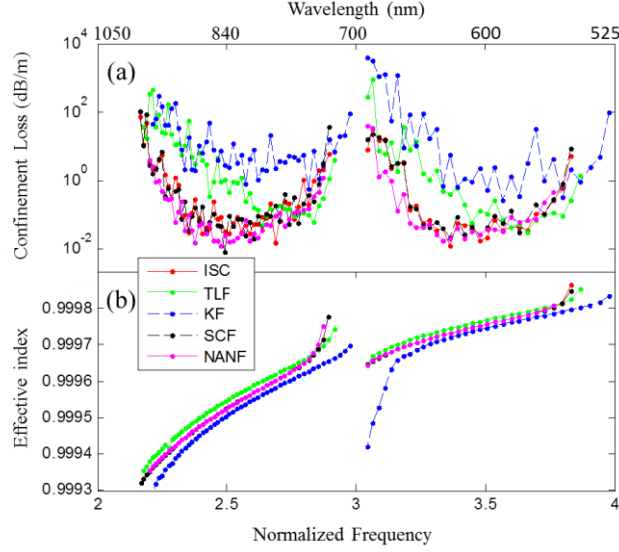 Wavelength (nm)
1050 840 700 600 525
Confinement Loss (dB/m)
10^4
10^2
10^0
10^-2
(a)
ISC
TLF
KF
SCF
NANF
(b)
Effective index
0.9998
0.9997
0.9996
0.9995
0.9994
0.9993
2 2.5 3 3.5 4
Normalized Frequency